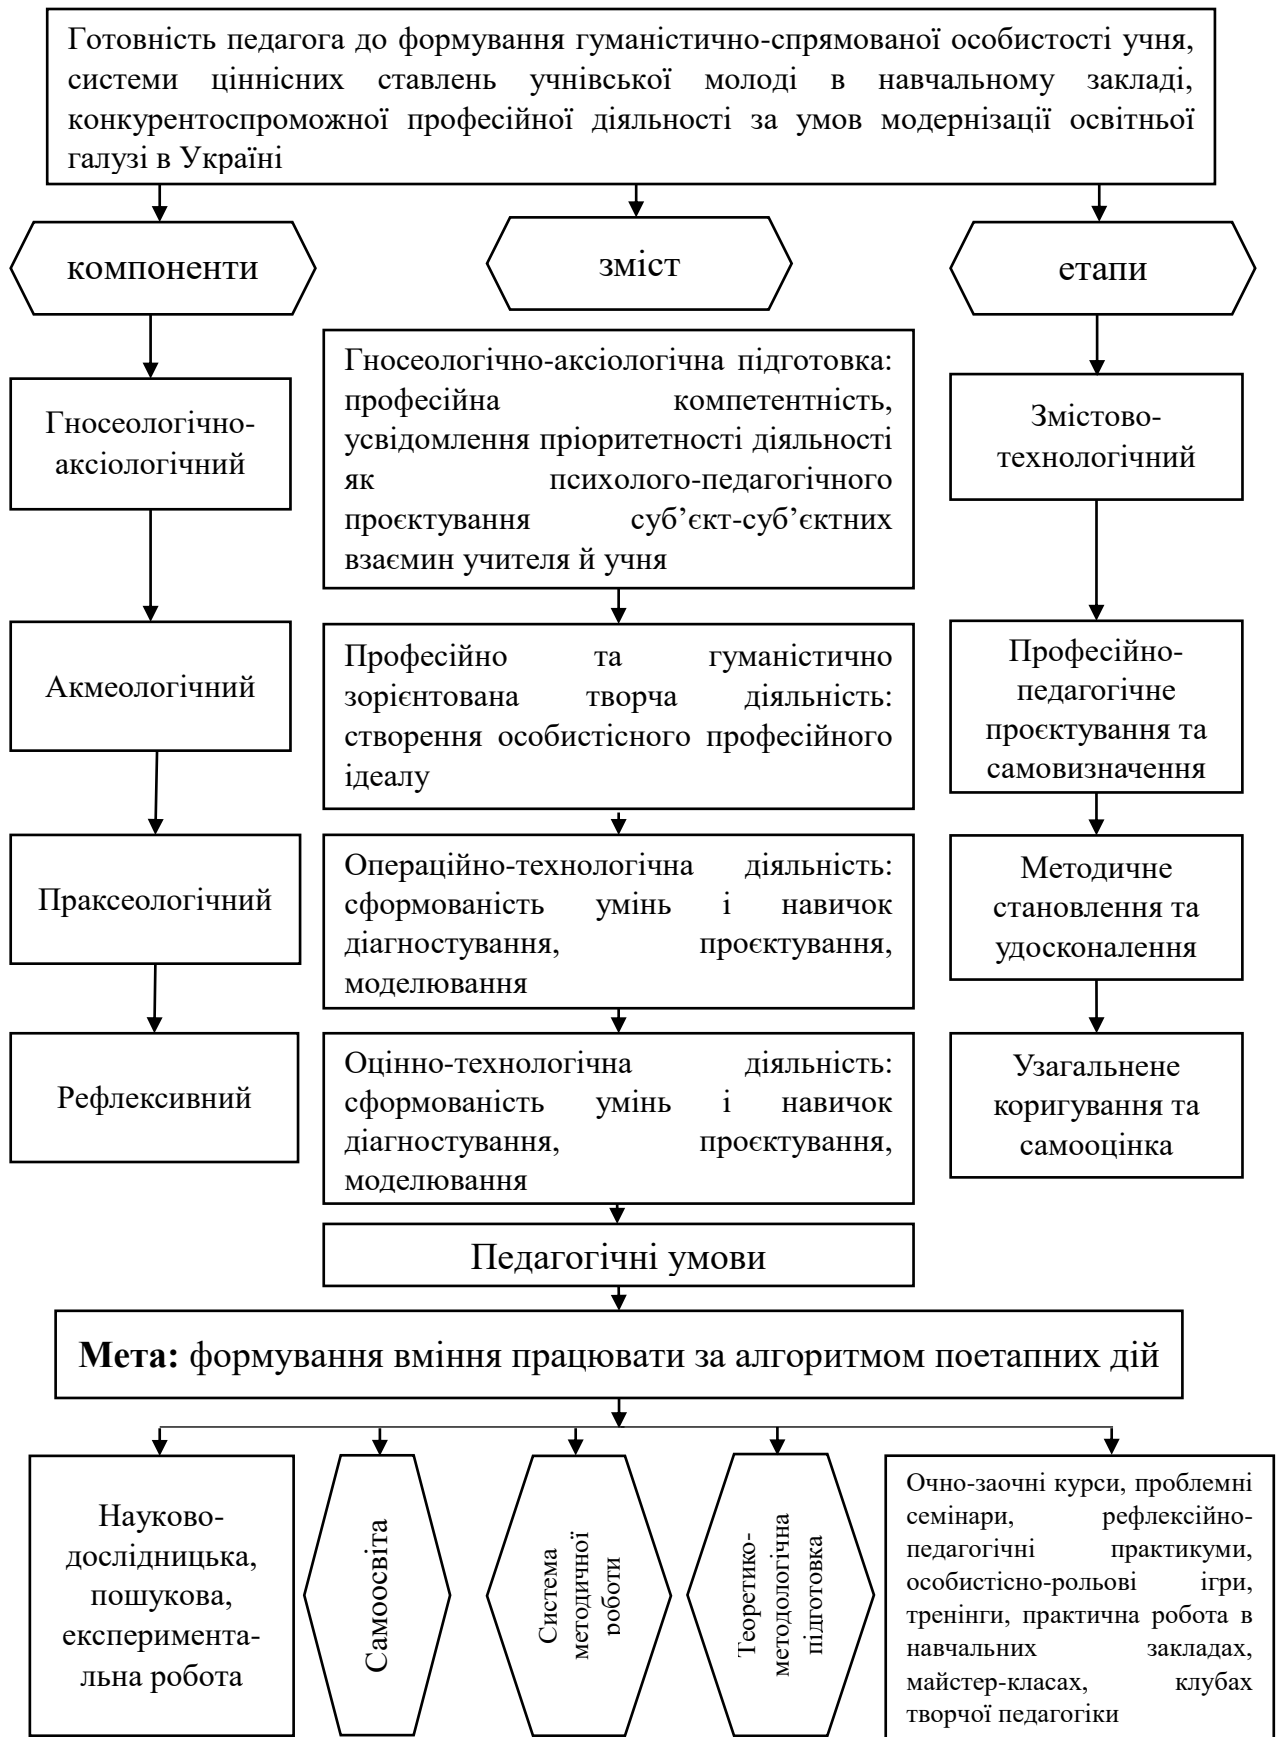 Готовність педагога до формування гуманістично-спрямованої особистості учня,
системи ціннісних ставлень учнівської молоді в навчальному закладі,
конкурентоспроможної професійної діяльності за умов модернізації освітньої
галузі в Україні
компоненти
зміст
етапи
Гносеологічно-
аксіологічний
Гносеологічно-аксіологічна підготовка:
професійна компетентність,
усвідомлення пріоритетності діяльності
як психолого-педагогічного
проєктування суб’єкт-суб’єктних
взаємин учителя й учня
Змістово-
технологічний
Акмеологічний
Професійно та гуманістично
зорієнтована творча діяльність:
створення особистісного професійного
ідеалу
Професійно-
педагогічне
проєктування та
самовизначення
Праксеологічний
Операційно-технологічна діяльність:
сформованість умінь і навичок
діагностування, проєктування,
моделювання
Методичне
становлення та
удосконалення
Рефлексивний
Оцінно-технологічна діяльність:
сформованість умінь і навичок
діагностування, проєктування,
моделювання
Узагальнене
коригування та
самооцінка
Педагогічні умови
Мета: формування вміння працювати за алгоритмом поетапних дій
Науково-
дослідницька,
пошукова,
експеримента-
льна робота
Самоосвіта
Система
методичної
роботи
Теоретико-
методологічна
підготовка
Очно-заочні курси, проблемні
семінари, рефлексійно-
педагогічні практикуми,
особистісно-рольові ігри,
тренінги, практична робота в
навчальних закладах,
майстер-класах, клубах
творчої педагогіки